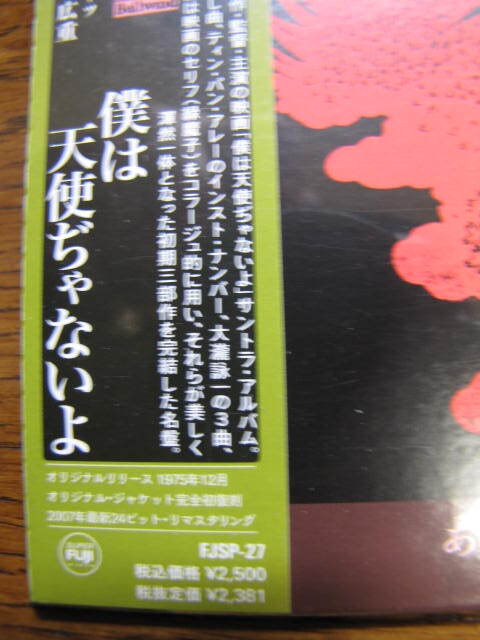 Bellwood
ッ
広重
僕は
天使ぢゃないよ
作・監督・主演の映画「僕は天使ぢゃないよ」サントラ・アルバム。
し曲、ティン・パン・アレーのインスト・ナンバー、大瀧詠一の3曲、
は映画のセリフ(緑魔子)をコラージュ的に用い、それらが美しく
渾然一体となった初期三部作を完結した名盤。
オリジナルリリース 1975年12月
オリジナル・ジャケット完全初復刻
2007年最新24ビット・リマスタリング
FUJI
FJSP-27
税込価格 ¥2,500
税抜定価 ¥2,381
あ